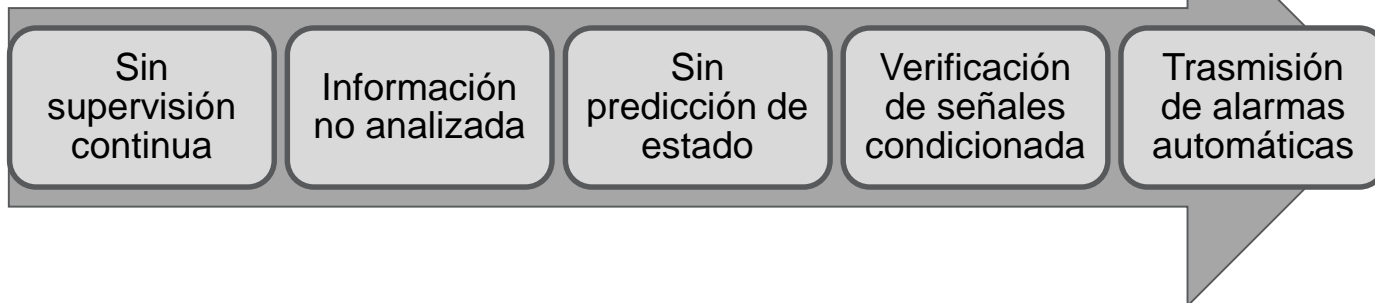 Sin
supervisión
continua
Información
no analizada
Sin
predicción de
estado
Verificación
de señales
condicionada
Trasmisión
de alarmas
automáticas